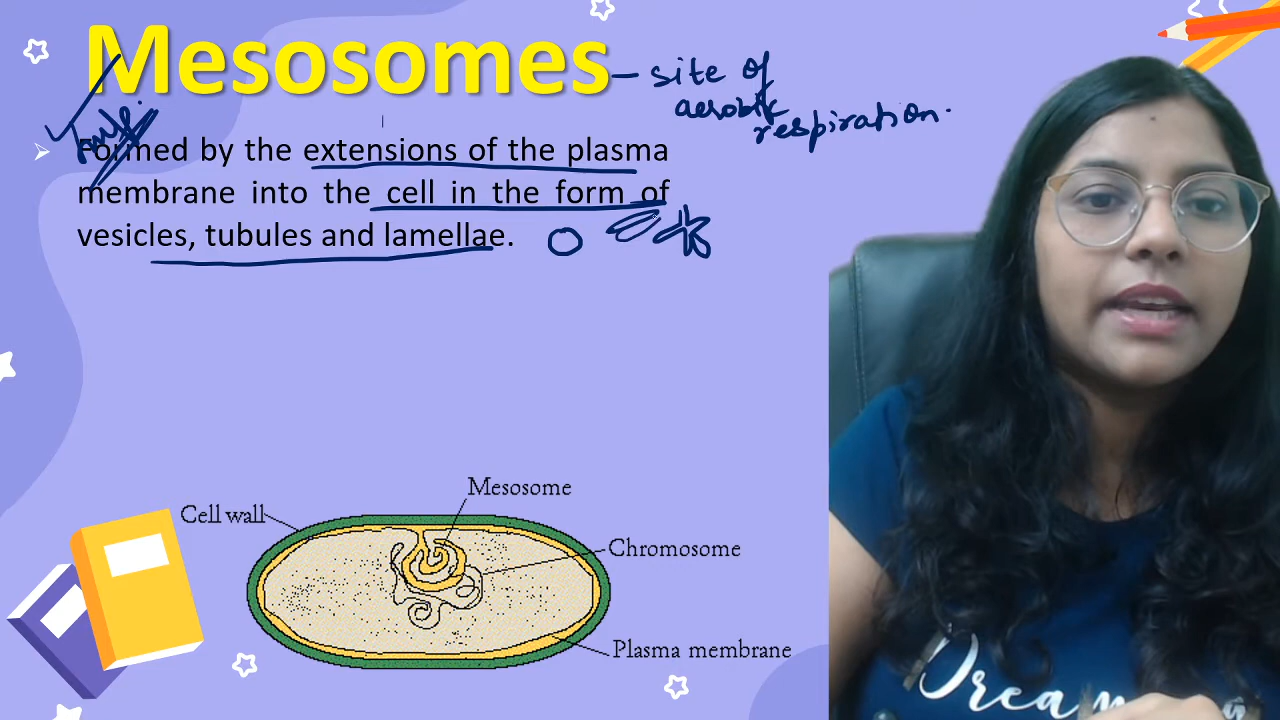 Mesosomes – site of
aerobic
respiration.
Formed by the extensions of the plasma
membrane into the cell in the form of
vesicles, tubules and lamellae.
Mesosome
Cell wall
Chromosome
Plasma membrane